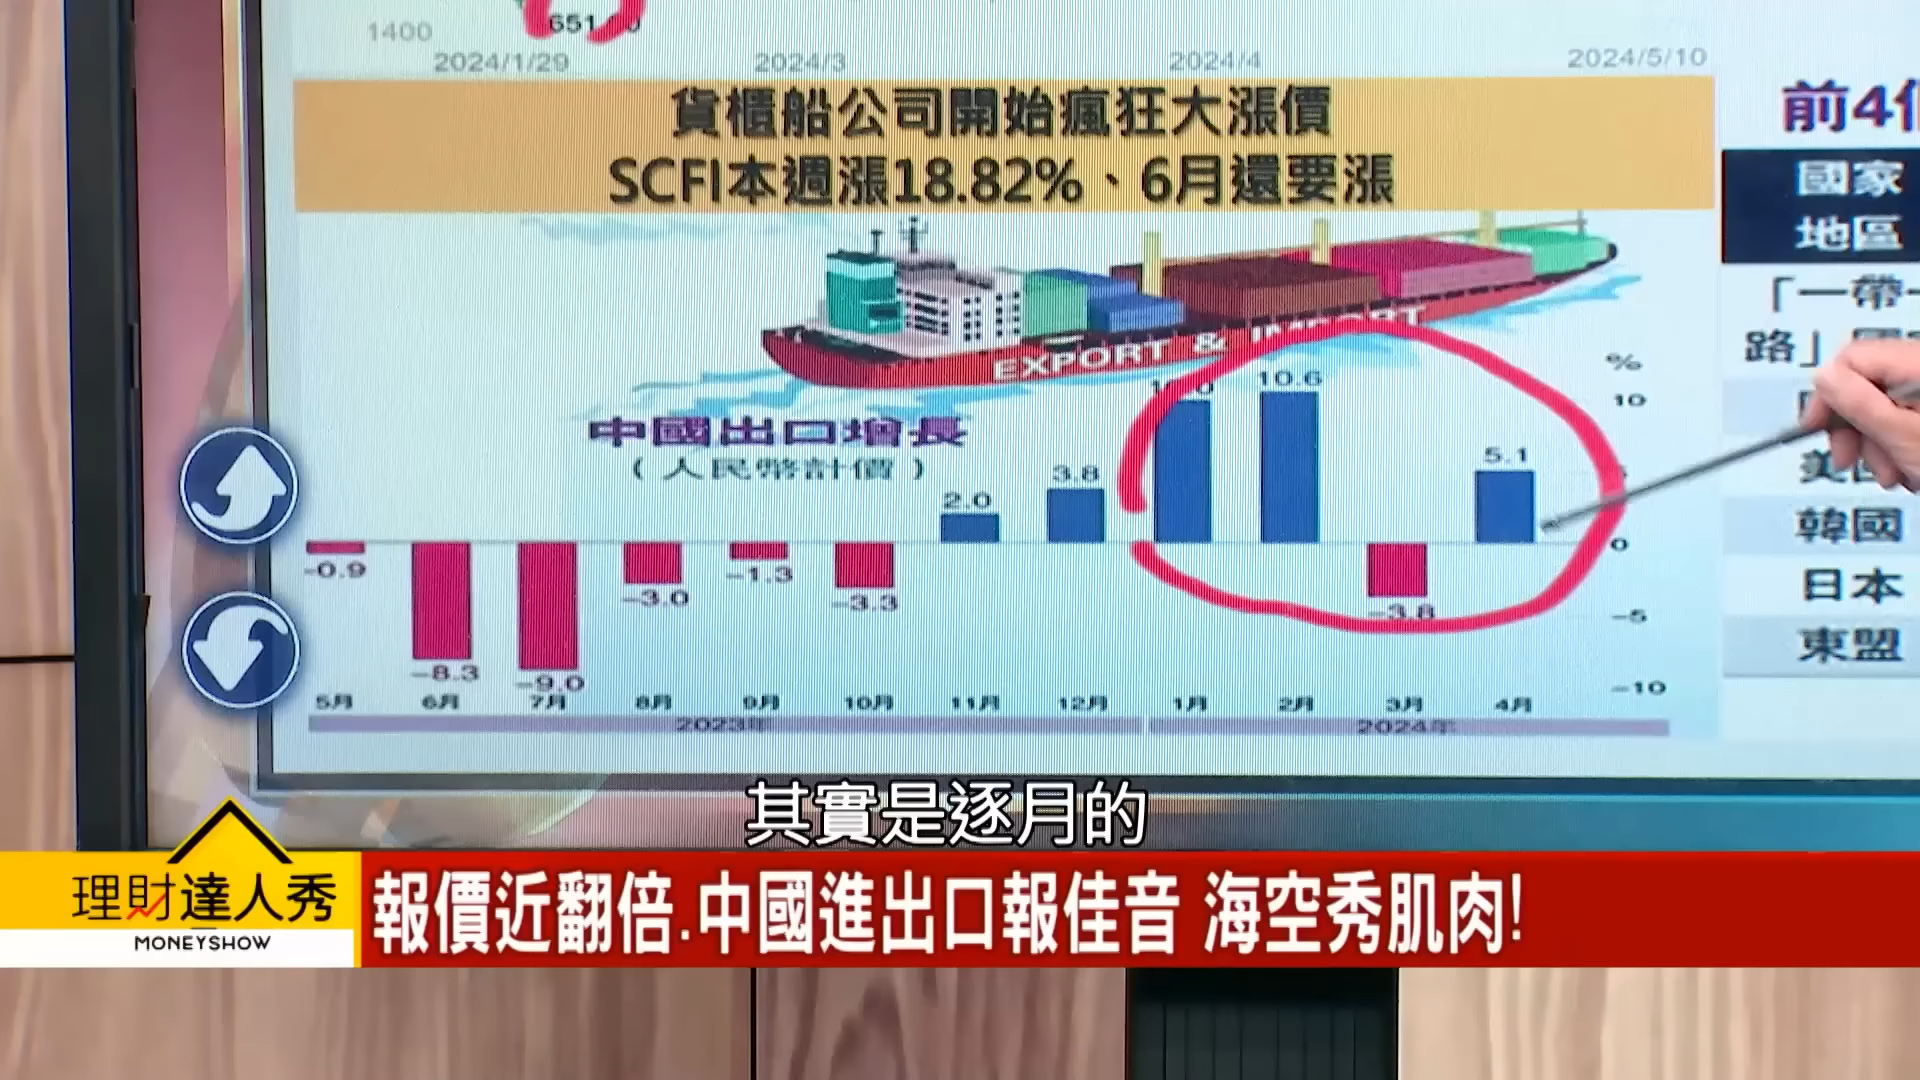 1400
2024/1/29
2024/3
2024/4
2024/5/10
貨櫃船公司開始瘋狂大漲價
SCFI本週漲18.82%、6月還要漲
EXPORT & IMPORT
中國出口增長
(人民幣計價)
%
10
0
-5
-10
-0.9
-8.3
-9.0
-3.0
-1.3
-3.3
2.0
3.8
10.6
-3.8
5.1
5月 6月 7月 8月 9月 10月 11月 12月 1月 2月 3月 4月
2023年 2024年
前4
國家
地區
「一帶
路」
韓國
日本
東盟
其實是逐月的
理財達人秀
MONEYSHOW
報價近翻倍.中國進出口報佳音 海空秀肌肉!